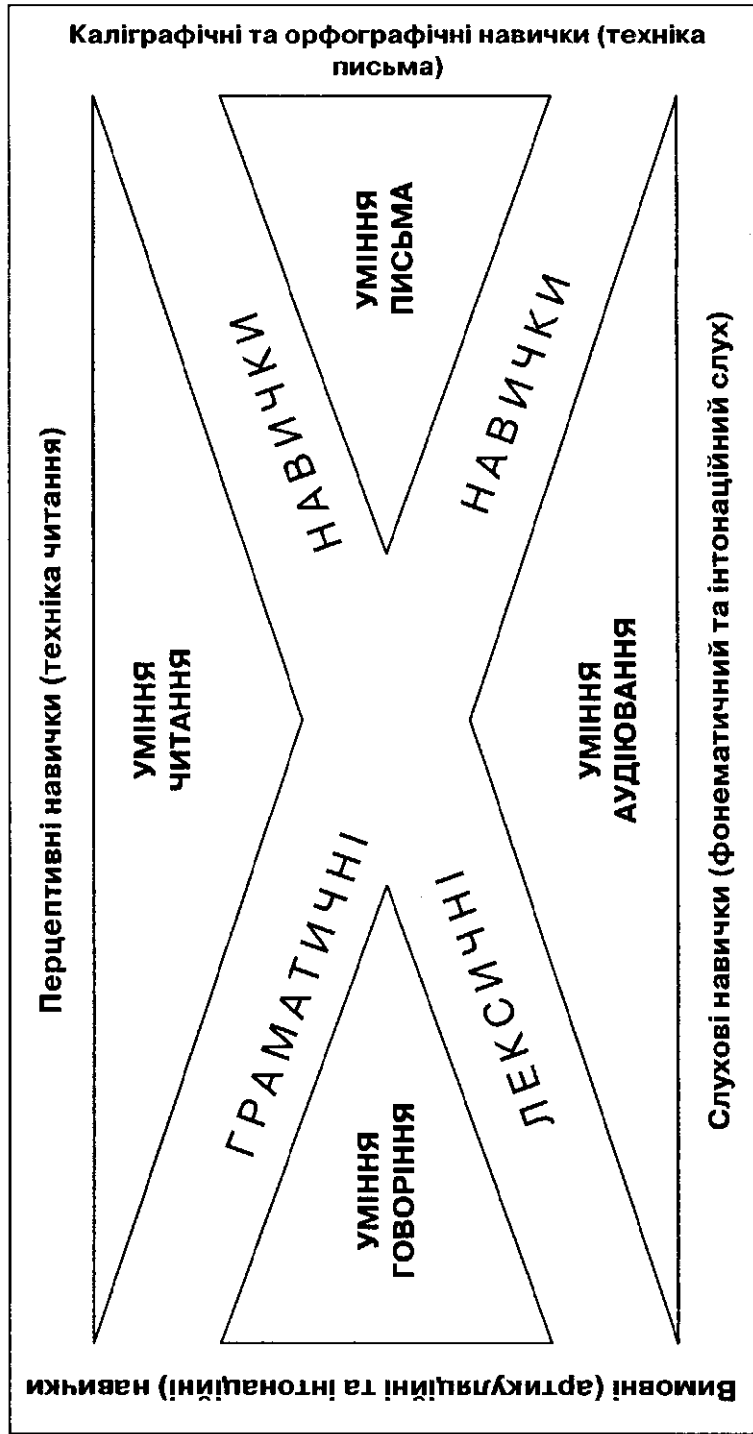 Каліграфічні та орфографічні навички (техніка
письма)
Перцептивні навички (техніка читання)
УМІННЯ
ЧИТАННЯ
ГРАМАТИЧНІ
НАВИЧКИ
УМІННЯ
ГОВОРІННЯ
УМІННЯ
ПИСЬМА
ЛЕКСИЧНІ
НАВИЧКИ
УМІННЯ
АУДІЮВАННЯ
Слухові навички (фонематичний та інтонаційний слух)
Вимовні (артикуляційні та інтонаційні) навички